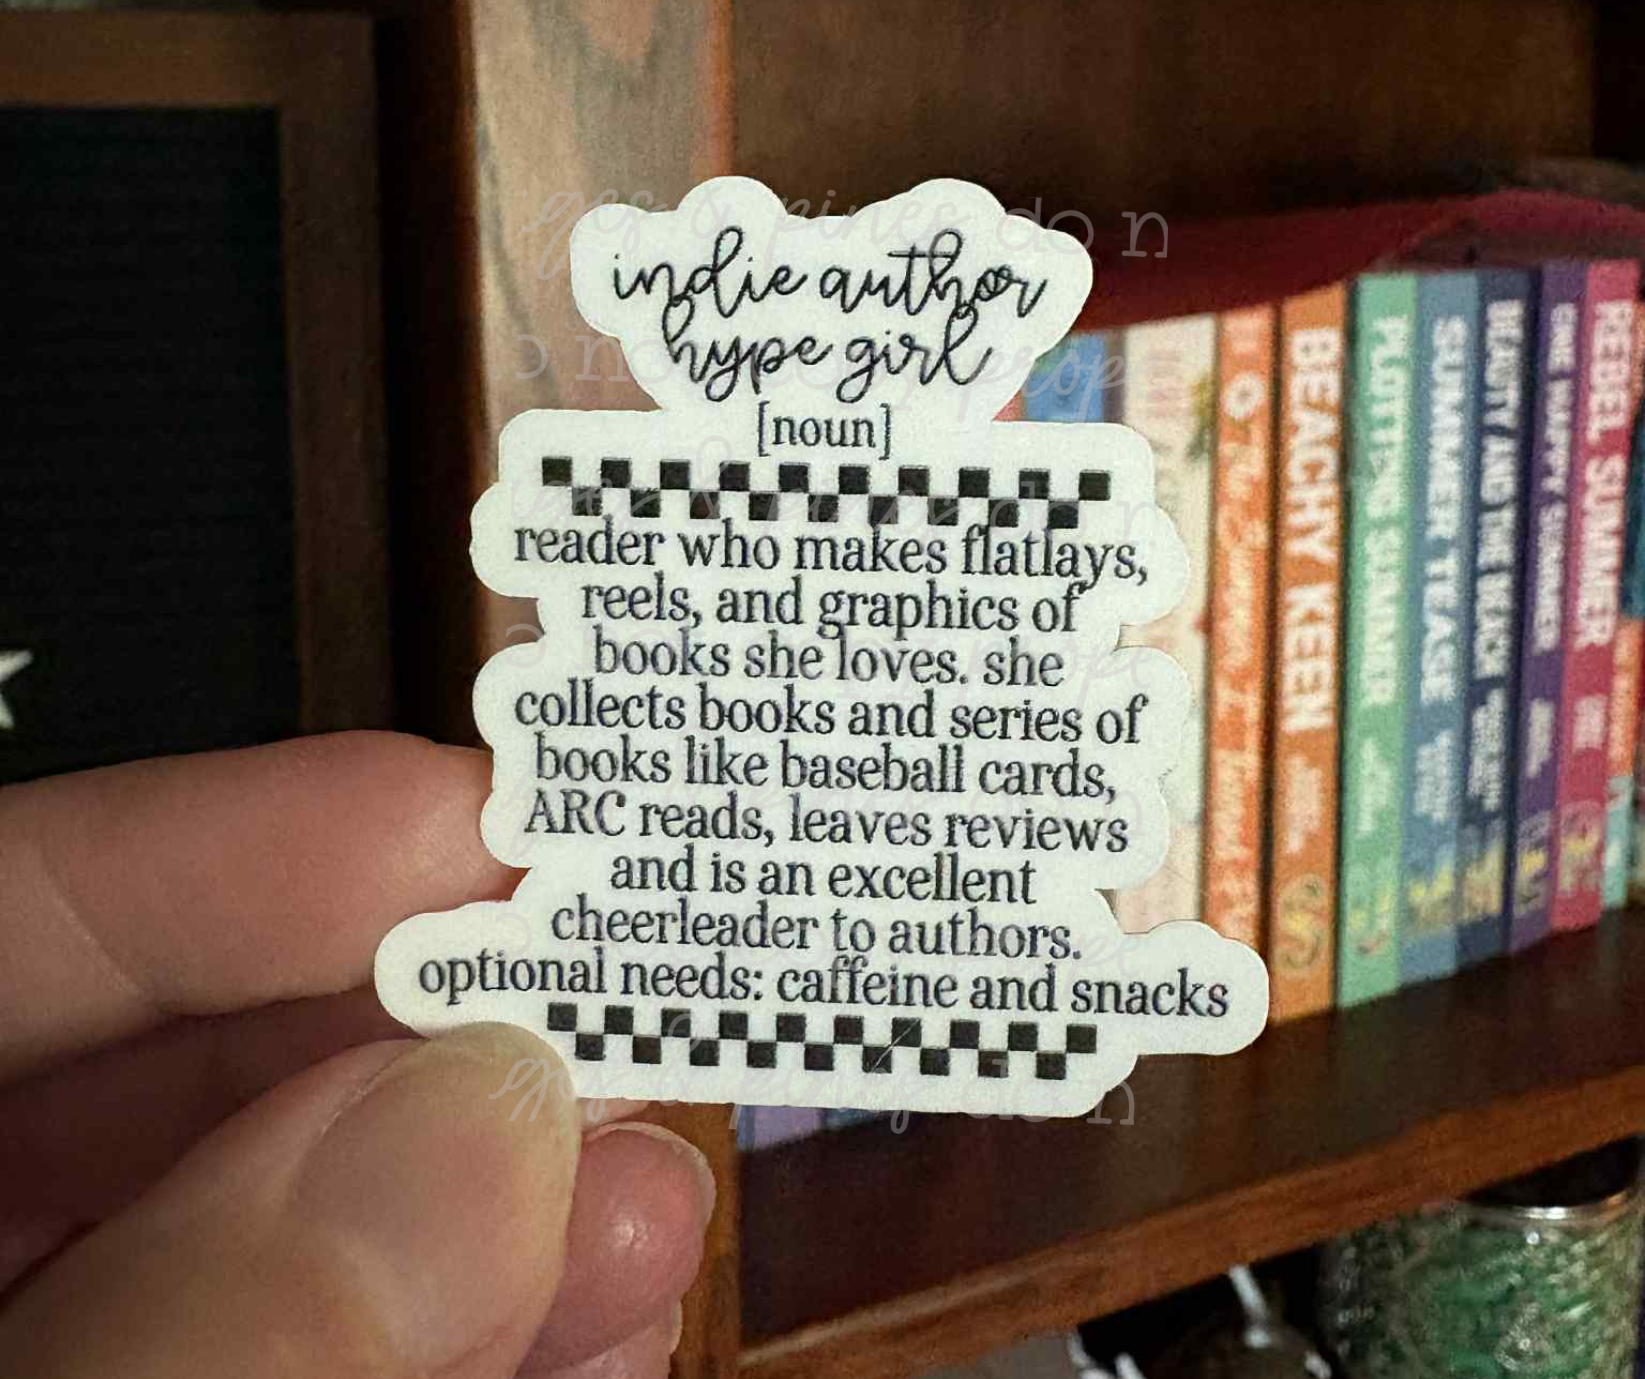 indie author
hype girl
[noun]
reader who makes flatlays,
reels, and graphics of
books she loves. she
collects books and series of
books like baseball cards,
ARC reads, leaves reviews
and is an excellent
cheerleader to authors.
optional needs: caffeine and snacks
BEACHY KEEN
PLOTTING SUMMER
SUMMER TEASE
BEAUTY AND THE BEACH
ONE HAPPY SUMMER
REBEL SUMMER